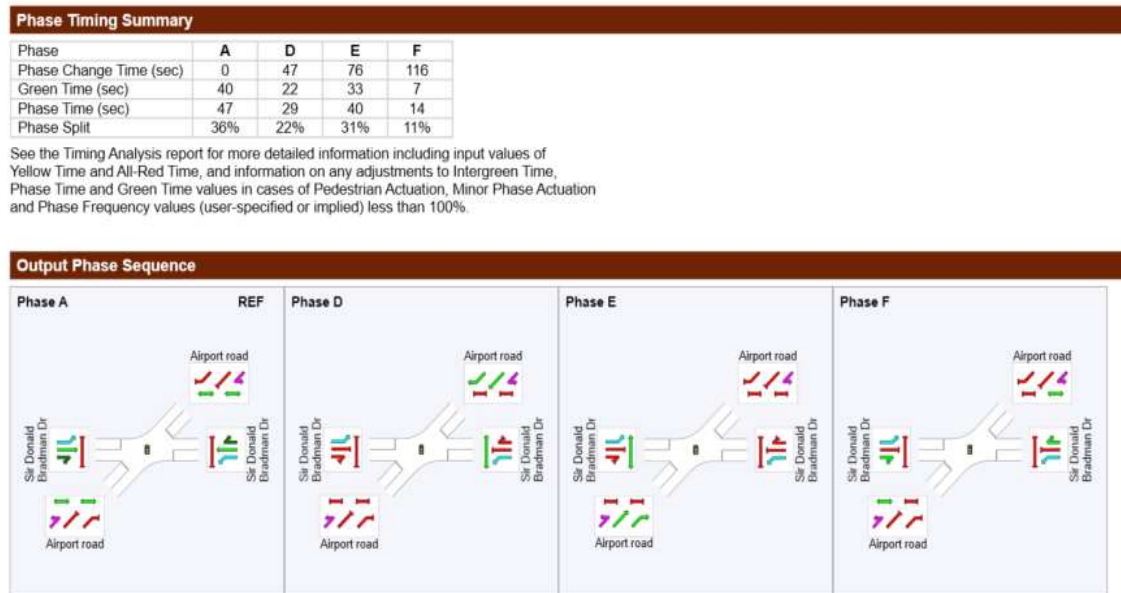 Phase Timing Summary
Phase A D E F
Phase Change Time (sec) 0 47 76 116
Green Time (sec) 40 22 33 7
Phase Time (sec) 47 29 40 14
Phase Split 36% 22% 31% 11%
See the Timing Analysis report for more detailed information including input values of
Yellow Time and All-Red Time, and information on any adjustments to Intergreen Time,
Phase Time and Green Time values in cases of Pedestrian Actuation, Minor Phase Actuation
and Phase Frequency values (user-specified or implied) less than 100%.
Output Phase Sequence
Phase A REF
Airport road
Sir Donald
Bradman Dr
Sir Donald
Bradman Dr
Airport road
Phase D
Airport road
Sir Donald
Bradman Dr
Sir Donald
Bradman Dr
Airport road
Phase E
Airport road
Sir Donald
Bradman Dr
Sir Donald
Bradman Dr
Airport road
Phase F
Airport road
Sir Donald
Bradman Dr
Sir Donald
Bradman Dr
Airport road